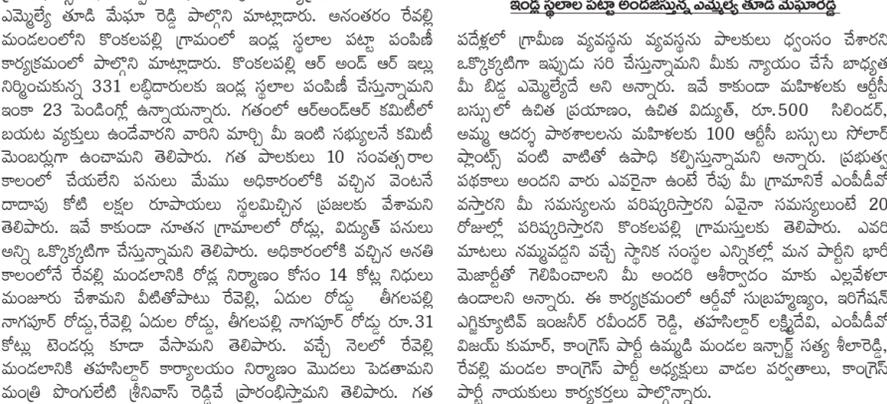 ఎమ్మెల్యే తూడి మేఘా రెడ్డి పాల్గొని మాట్లాడారు. అనంతరం రేవల్లి
మండలంలోని కొంకలపల్లి గ్రామంలో ఇండ్ల స్థలాల పట్టా పంపిణీ
కార్యక్రమంలో పాల్గొని మాట్లాడారు. కొంకలపల్లి ఆర్ అండ్ ఆర్ ఇల్లు
నిర్మించుకున్న 331 లబ్ధిదారులకు ఇండ్ల స్థలాల పంపిణీ చేస్తున్నామని
ఇంకా 23 పెండింగ్లో ఉన్నాయన్నారు. గతంలో ఆర్అండ్ఆర్ కమిటీలో
బయట వ్యక్తులు ఉండేవారని వారిని మార్చి మీ ఇంటి సభ్యులనే కమిటీ
మెంబర్లుగా ఉంచామని తెలిపారు. గత పాలకులు 10 సంవత్సరాల
కాలంలో చేయలేని పనులు మేము అధికారంలోకి వచ్చిన వెంటనే
దాదాపు కోటి లక్షల రూపాయలు స్థలమిచ్చిన ప్రజలకు వేశామని
తెలిపారు. ఇవే కాకుండా నూతన గ్రామాలలో రోడ్లు, విద్యుత్ పనులు
అన్ని ఒక్కొక్కటిగా చేస్తున్నామని తెలిపారు. అధికారంలోకి వచ్చిన అనతి
కాలంలోనే రేవల్లి మండలానికి రోడ్ల నిర్మాణం కోసం 14 కోట్ల నిధులు
మంజూరు చేశామని వీటితోపాటు రేవెల్లి, ఏదుల రోడ్డు తీగలపల్లి
నాగపూర్ రోడ్డు,రేవెల్లి ఏదుల రోడ్డు, తీగలపల్లి నాగపూర్ రోడ్డు రూ.31
కోట్లు టెండర్లు కూడా వేసామని తెలిపారు. వచ్చే నెలలో రేవెల్లి
మండలానికి తహసిల్దార్ కార్యాలయం నిర్మాణం మొదలు పెడతామని
మంత్రి పొంగులేటి శ్రీనివాస్ రెడ్డిచే ప్రారంభిస్తామని తెలిపారు. గత
ఇండ్ల స్థలాల పట్టా అందజేస్తున్న ఎమ్మెల్యే తూడి మేఘారెడ్డి
పదేళ్లలో గ్రామీణ వ్యవస్థను వ్యవస్థను పాలకులు ధ్వంసం చేశారని
ఒక్కొక్కటిగా ఇప్పుడు సరి చేస్తున్నామని మీకు న్యాయం చేసే బాధ్యత
మీ బిడ్డ ఎమ్మెల్యేదే అని అన్నారు. ఇవే కాకుండా మహిళలకు ఆర్టీసీ
బస్సులో ఉచిత ప్రయాణం, ఉచిత విద్యుత్, రూ.500 సిలిండర్,
అమ్మ ఆదర్శ పాఠశాలలను మహిళలకు 100 ఆర్టీసీ బస్సులు సోలార్
ప్లాంట్స్ వంటి వాటితో ఉపాధి కల్పిస్తున్నామని అన్నారు. ప్రభుత్వ
పథకాలు అందని వారు ఎవరైనా ఉంటే రేపు మీ గ్రామానికే ఎంపీడీవో
వస్తారని మీ సమస్యలను పరిష్కరిస్తారని ఏవైనా సమస్యలుంటే 20
రోజుల్లో పరిష్కరిస్తారని కొంకలపల్లి గ్రామస్తులకు తెలిపారు. ఎవరి
మాటలు నమ్మవద్దని వచ్చే స్థానిక సంస్థల ఎన్నికల్లో మన పార్టీని భారీ
మెజార్టీతో గెలిపించాలని మీ అందరి ఆశీర్వాదం మాకు ఎల్లవేళలా
ఉండాలని అన్నారు. ఈ కార్యక్రమంలో ఆర్డీవో సుబ్రహ్మణ్యం, ఇరిగేషన్
ఎగ్జిక్యూటివ్ ఇంజనీర్ రవీందర్ రెడ్డి, తహసిల్దార్ లక్ష్మిదేవి, ఎంపీడీవో
విజయ్ కుమార్, కాంగ్రెస్ పార్టీ ఉమ్మడి మండల ఇన్చార్జ్ సత్య శీలారెడ్డి,
రేవల్లి మండల కాంగ్రెస్ పార్టీ అధ్యక్షులు వాడల పర్వతాలు, కాంగ్రెస్
పార్టీ నాయకులు కార్యకర్తలు పాల్గొన్నారు.